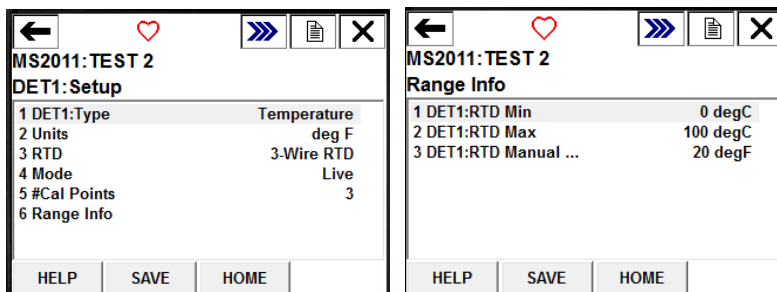 MS2011:TEST 2
DET1:Setup
1 DET1:Type Temperature
2 Units deg F
3 RTD 3-Wire RTD
4 Mode Live
5 #Cal Points 3
6 Range Info
HELP SAVE HOME
MS2011:TEST 2
Range Info
1 DET1:RTD Min 0 degC
2 DET1:RTD Max 100 degC
3 DET1:RTD Manual ... 20 degF
HELP SAVE HOME